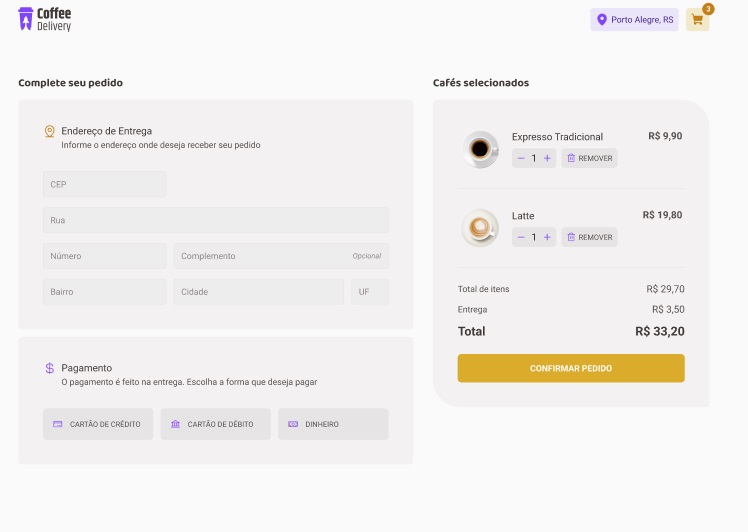 Coffee
Delivery
Porto Alegre, RS
3
Complete seu pedido
Endereço de Entrega
Informe o endereço onde deseja receber seu pedido
CEP
Rua
Número
Complemento
Opcional
Bairro
Cidade
UF
Pagamento
O pagamento é feito na entrega. Escolha a forma que deseja pagar
CARTÃO DE CRÉDITO
CARTÃO DE DÉBITO
DINHEIRO
Cafés selecionados
Expresso Tradicional
R$ 9,90
1
REMOVER
Latte
R$ 19,80
1
REMOVER
Total de itens
R$ 29,70
Entrega
R$ 3,50
Total
R$ 33,20
CONFIRMAR PEDIDO